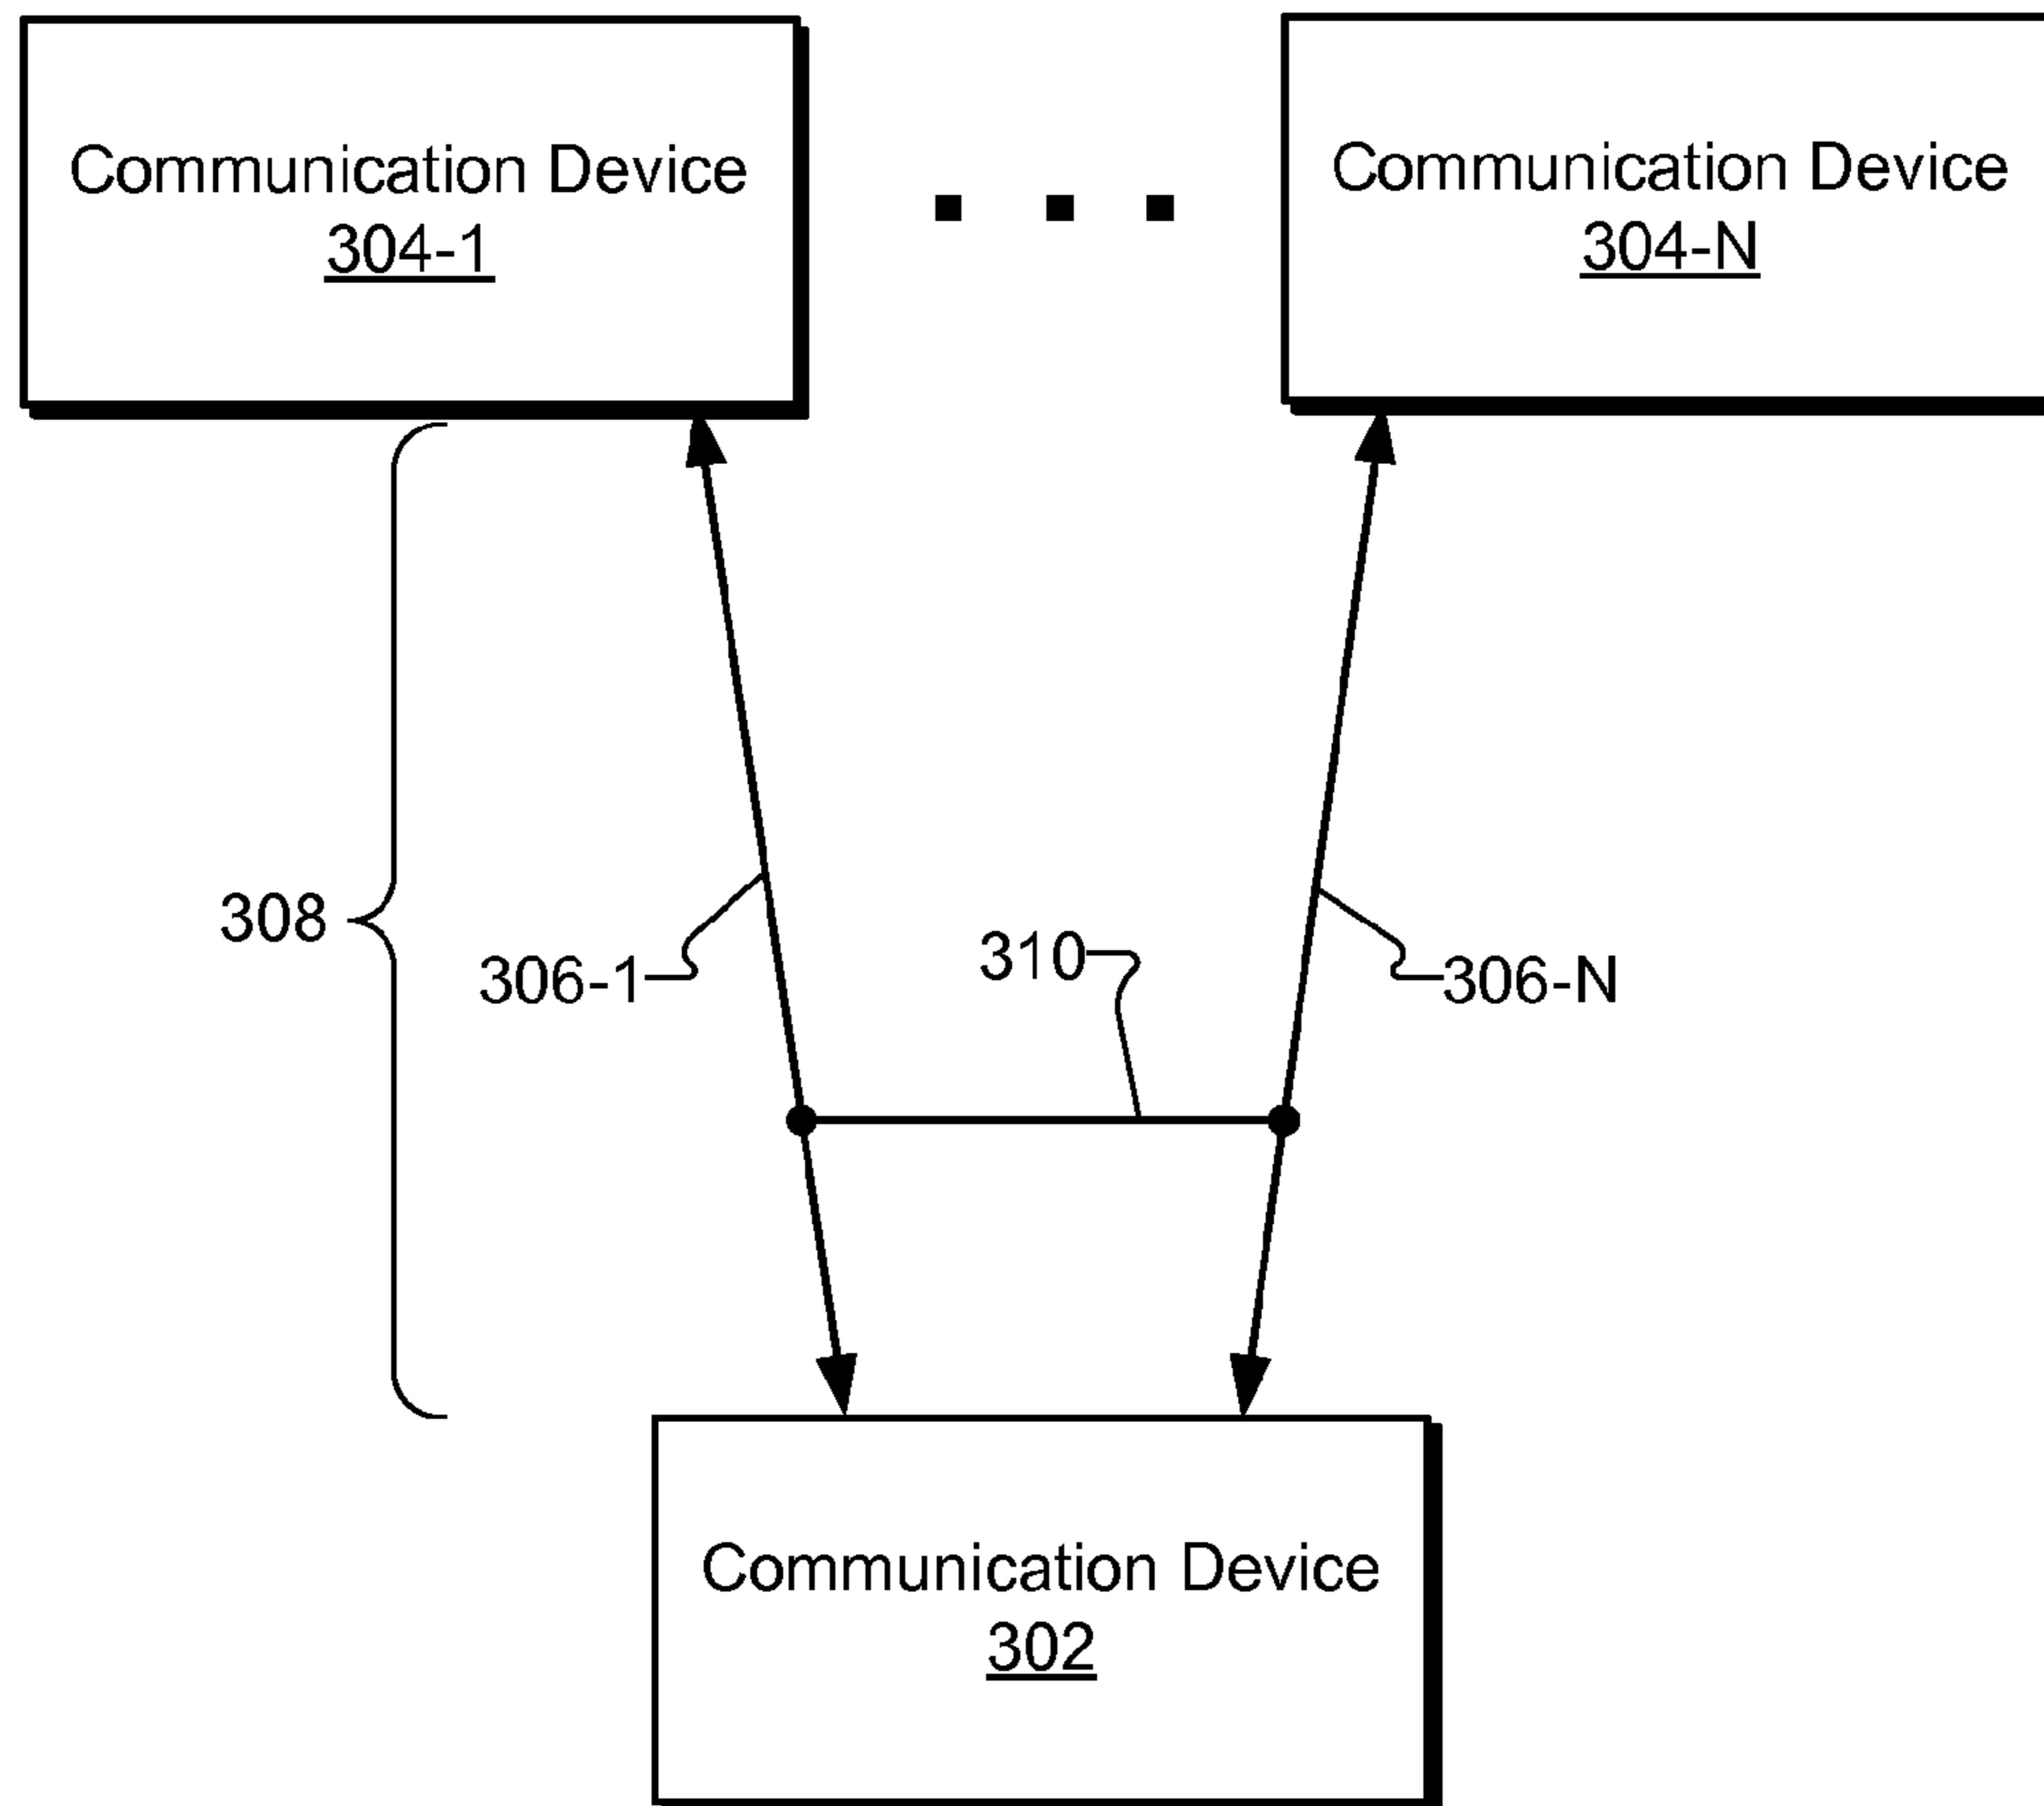 Communication Device
304-1
Communication Device
304-N
308
306-1
310
306-N
Communication Device
302